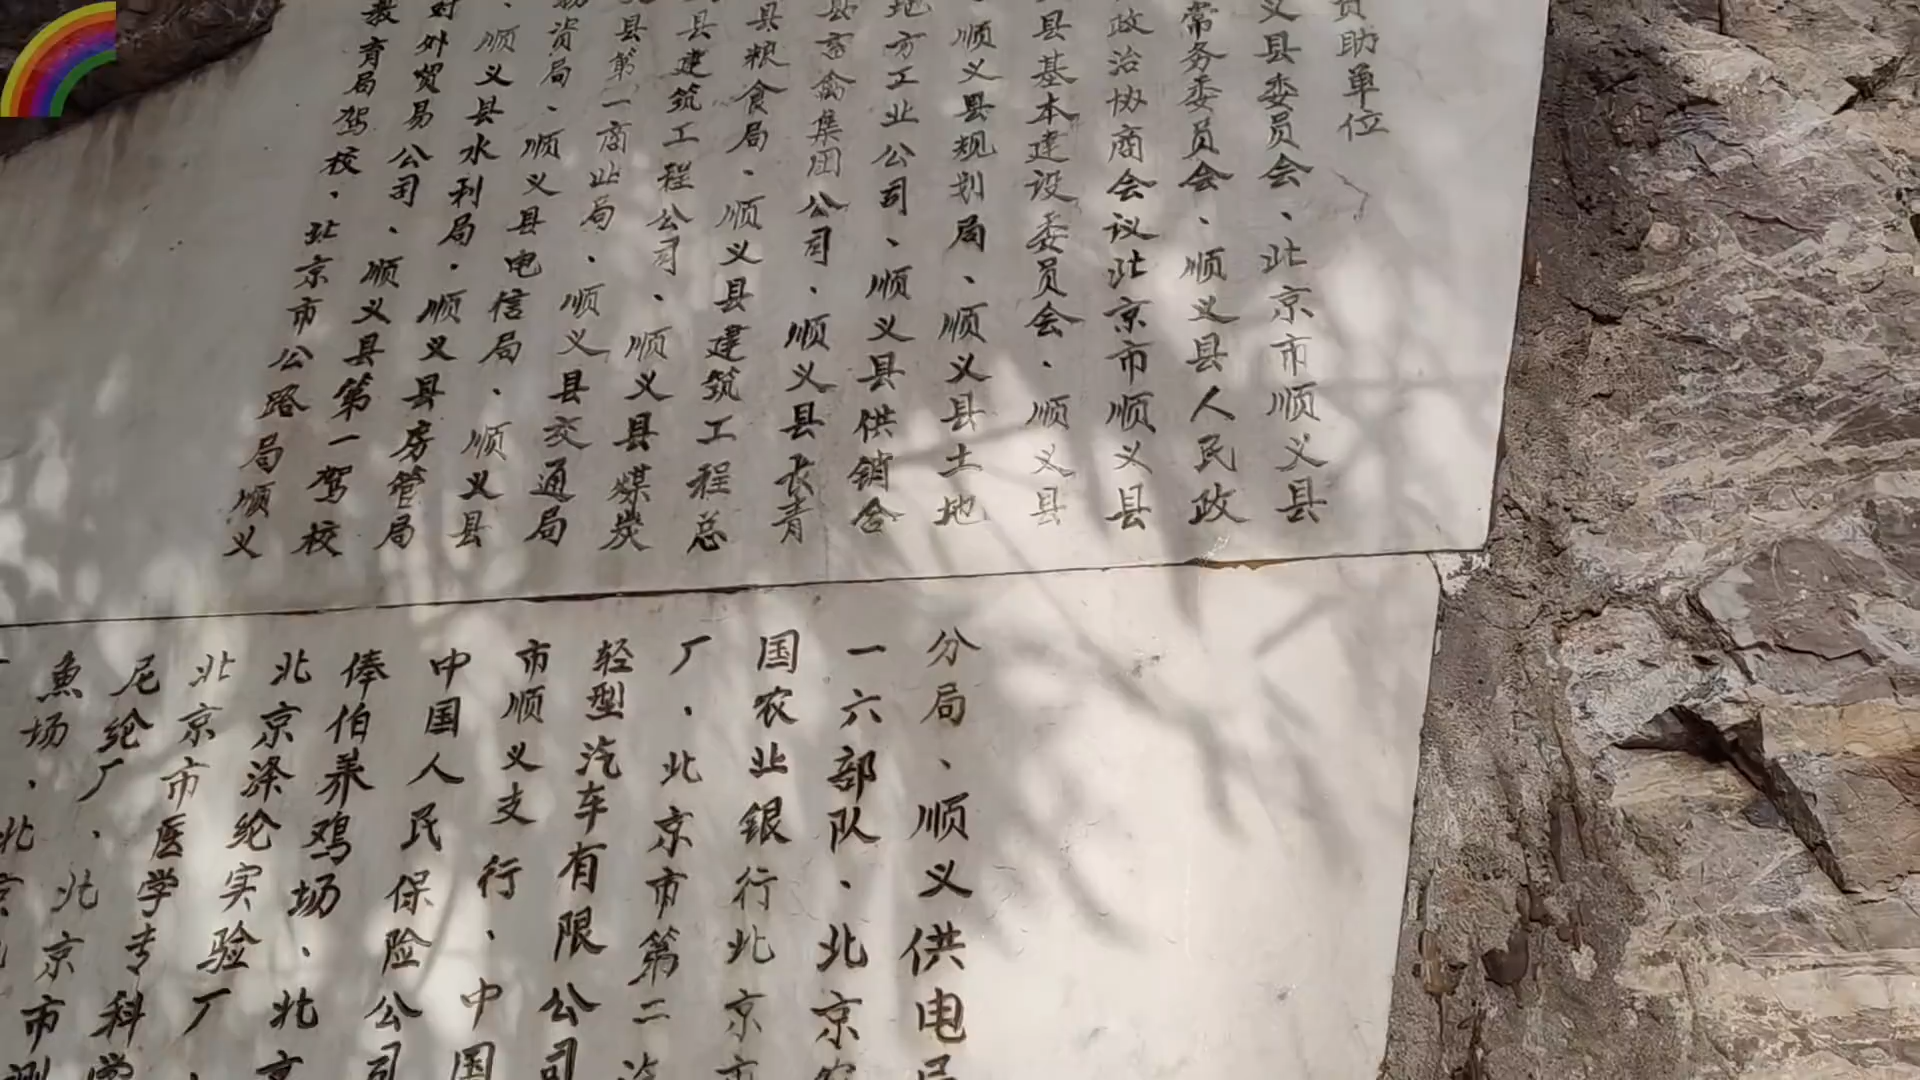 助单位
义县委员会、北京市顺义县
常务委员会、顺义县人民政
政治协商会议北京市顺义县
县基本建设委员会、顺义县
、顺义县规划局、顺义县土地
地方工业公司、顺义县供销合
县畜禽集团公司、顺义县长青
县粮食局、顺义县建筑工程总
县建筑工程公司、顺义县煤炭
县第一商业局、顺义县交通局
资局、顺义县电信局、顺义县
、顺义县水利局、顺义县房管局
对外贸易公司、顺义县第一驾校
教育局驾校、北京市公路局顺义
分局、顺义供电局
一六部队、北京农
国农业银行北京市
厂、北京市第二汽
轻型汽车有限公司
市顺义支行、中国
中国人民保险公司
俸伯养鸡场、北京
北京涤纶实验厂、
北京市医学专科学
尼纶厂、北京市测
魚场、北京